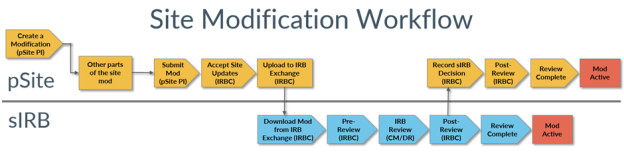 Site Modification Workflow
Create a
Modification
(pSite PI)
Other parts
of the site
mod
Submit
Mod
(pSite PI)
Accept Site
Updates
(IRBC)
Upload to IRB
Exchange
(IRBC)
Record sIRB
Decision
(IRBC)
Post-
Review
(IRBC)
Review
Complete
Mod
Active
pSite
sIRB
Download Mod
from IRB
Exchange (IRBC)
Pre-
Review
(IRBC)
IRB
Review
(CM/DR)
Post-
Review
(IRBC)
Review
Complete
Mod
Active